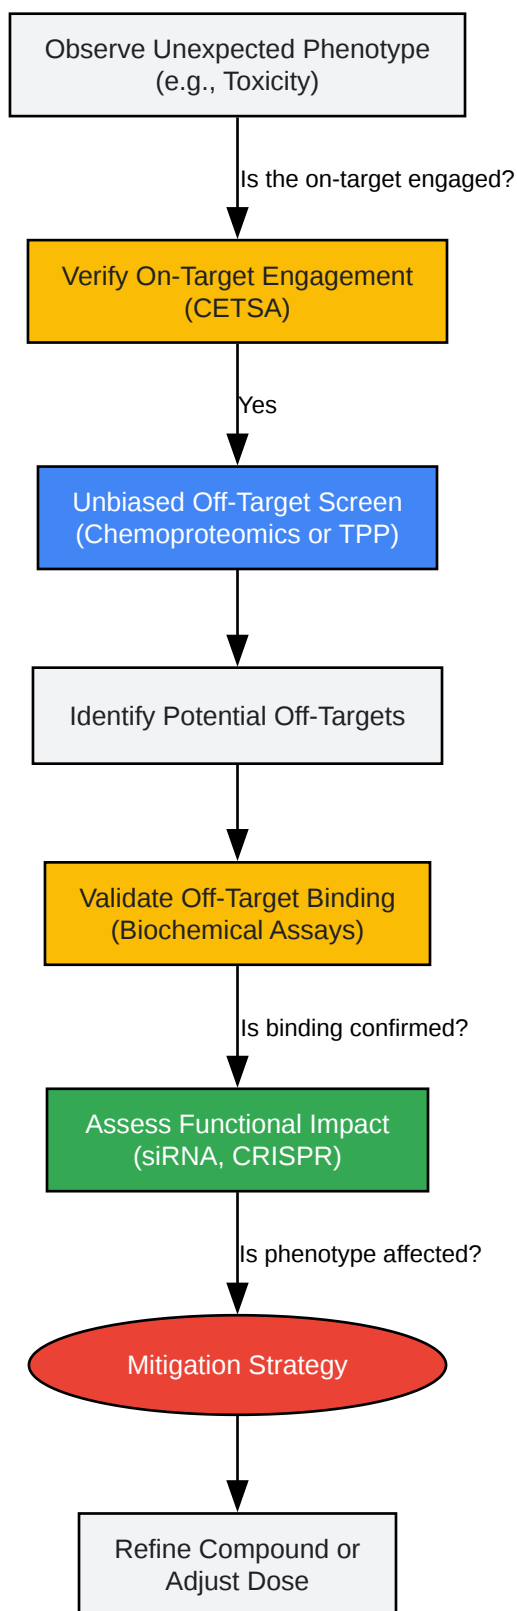 Observe Unexpected Phenotype
(e.g., Toxicity)
Is the on-target engaged?
Verify On-Target Engagement
(CETSA)
Yes
Unbiased Off-Target Screen
(Chemoproteomics or TPP)
Identify Potential Off-Targets
Validate Off-Target Binding
(Biochemical Assays)
Is binding confirmed?
Assess Functional Impact
(siRNA, CRISPR)
Is phenotype affected?
Mitigation Strategy
Refine Compound or
Adjust Dose